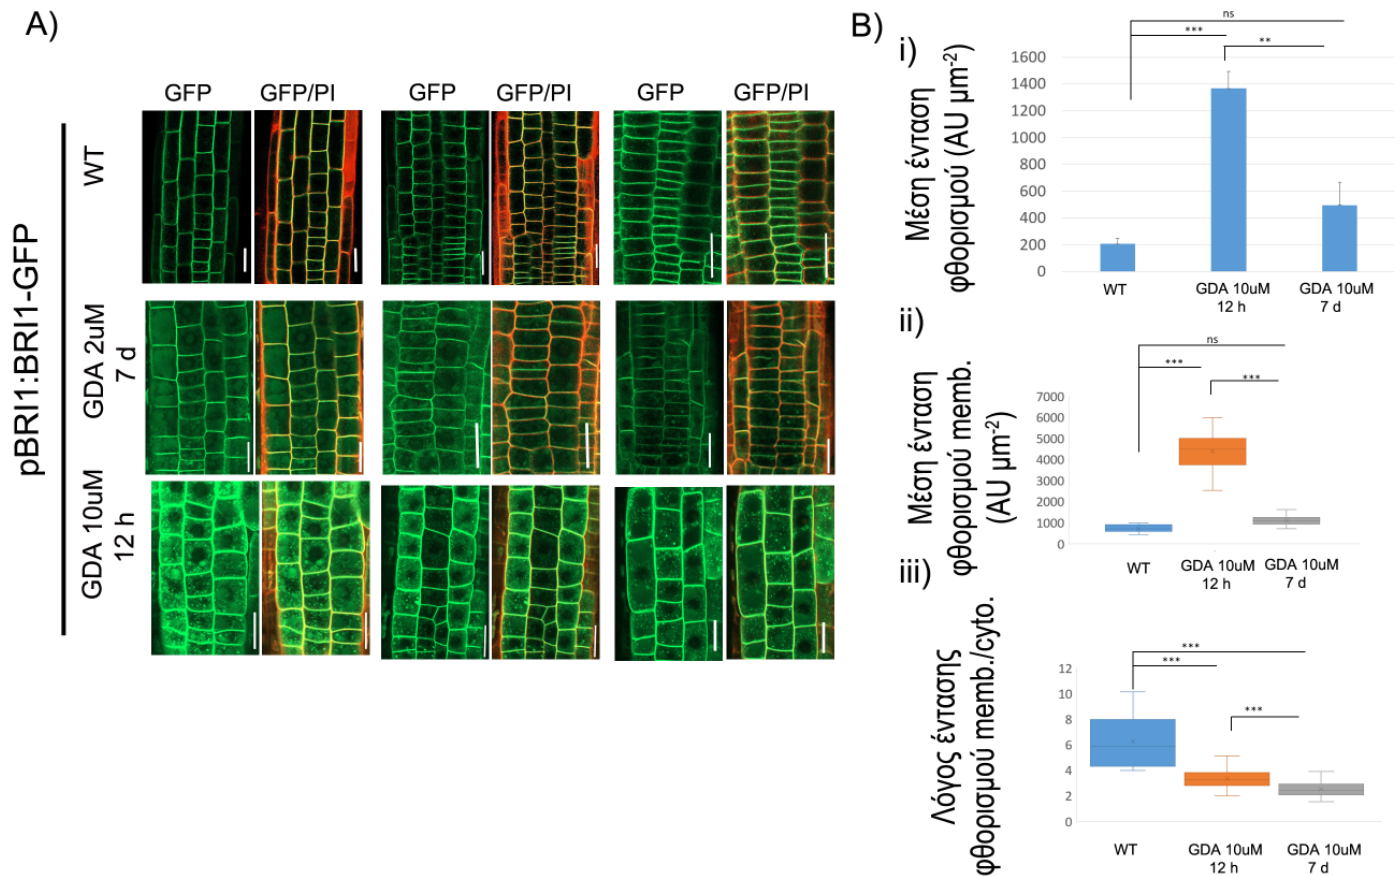 A)
GFP GFP/PI GFP GFP/PI GFP GFP/PI
pBRI1:BRI1-GFP
WT
GDA 2uM
7 d
GDA 10uM
12 h
B)
i)
Μέση ένταση
φθορισμού (AU μm-2)
ns
***
**
1600
1400
1200
1000
800
600
400
200
0
WT GDA 10uM GDA 10uM
12 h 7 d
ii)
Μέση ένταση
φθορισμού memb.
(AU μm-2)
ns
***
***
7000
6000
5000
4000
3000
2000
1000
0
WT GDA 10uM GDA 10uM
12 h 7 d
iii)
Λόγος έντασης
φθορισμού memb./cyto.
***
***
***
12
10
8
6
4
2
0
WT GDA 10uM GDA 10uM
12 h 7 d